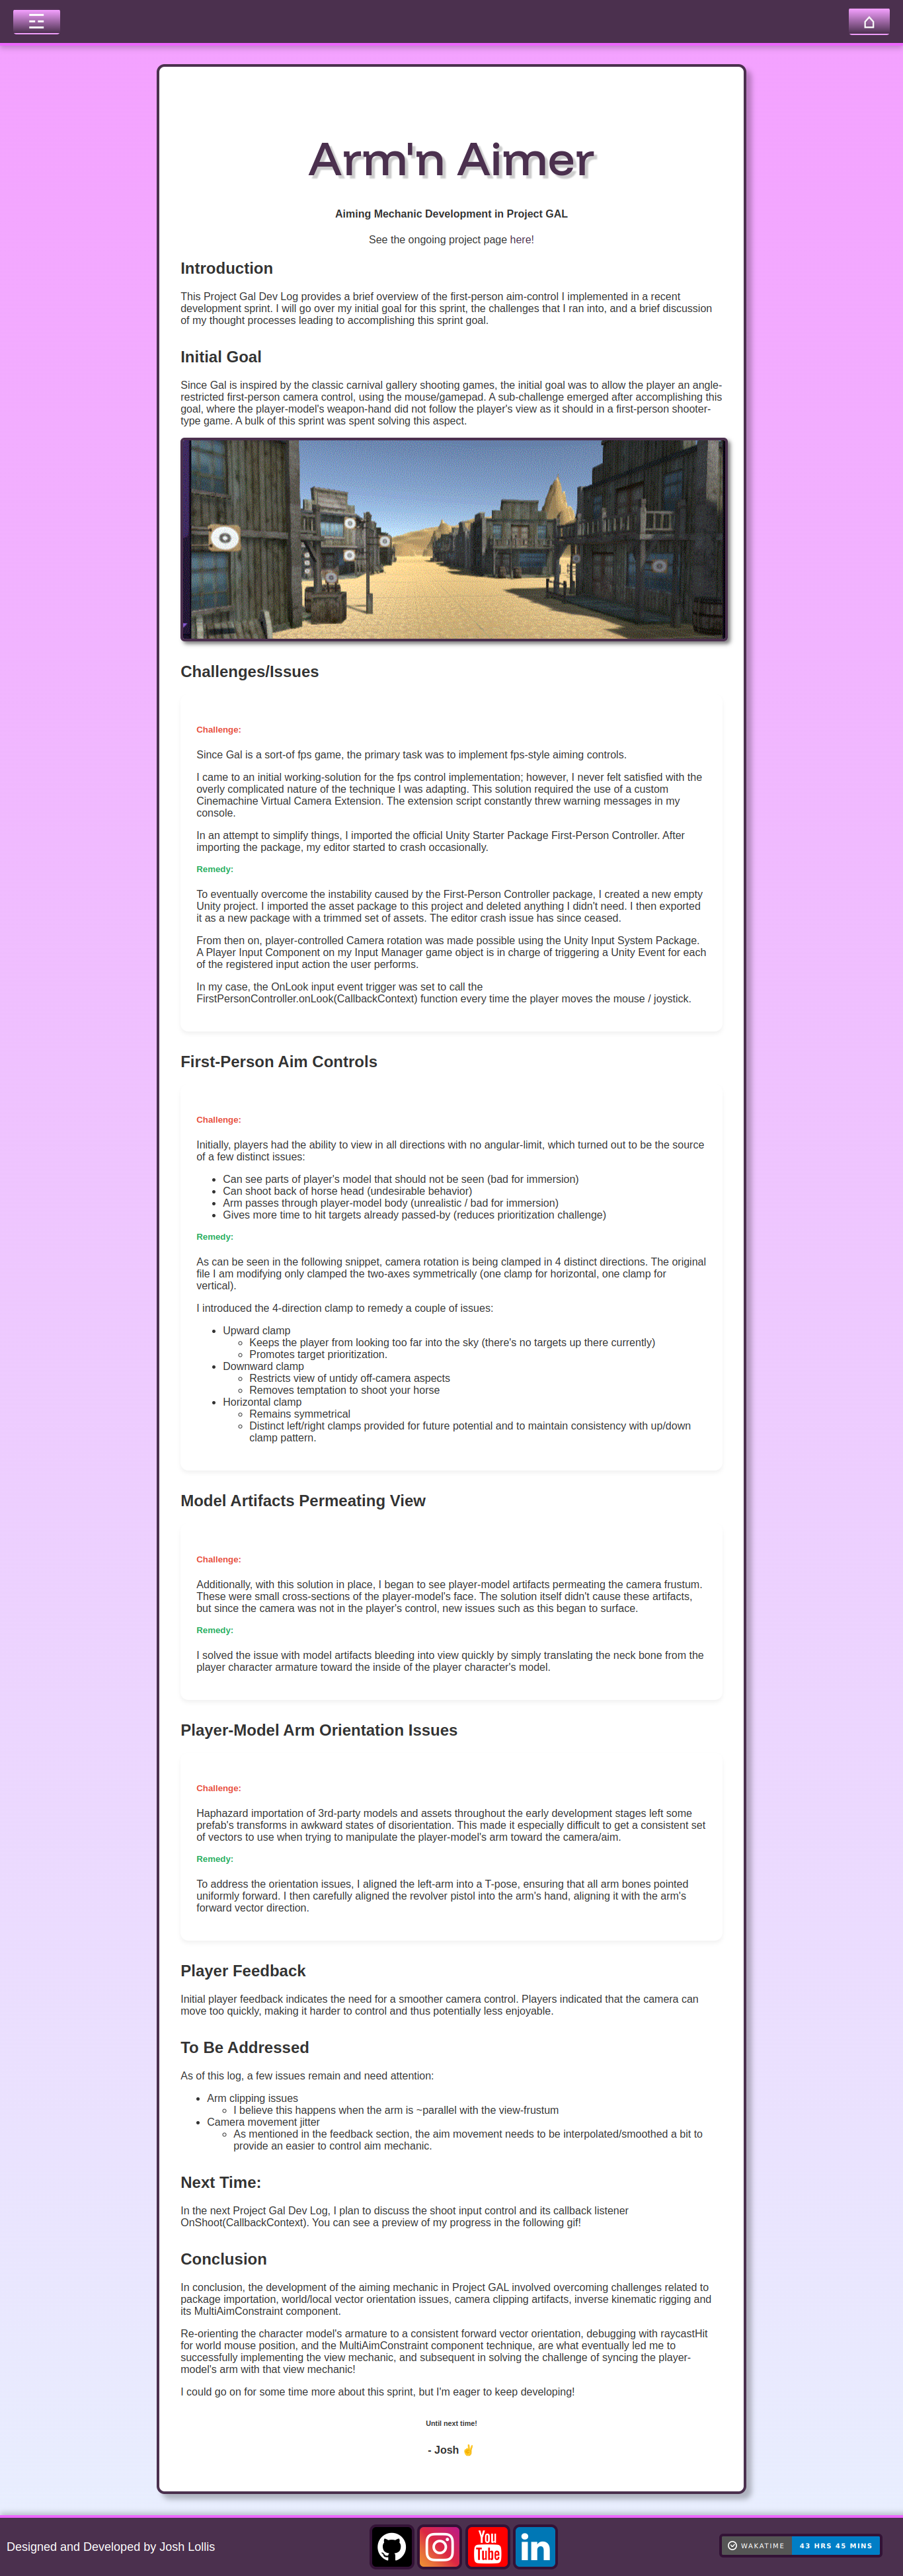 Arm'n Aimer
Aiming Mechanic Development in Project GAL
See the ongoing project page here!
Introduction
This Project Gal Dev Log provides a brief overview of the first-person aim-control I implemented in a recent
development sprint. I will go over my initial goal for this sprint, the challenges that I ran into, and a brief discussion
of my thought processes leading to accomplishing this sprint goal.
Initial Goal
Since Gal is inspired by the classic carnival gallery shooting games, the initial goal was to allow the player an angle-
restricted first-person camera control, using the mouse/gamepad. A sub-challenge emerged after accomplishing this
goal, where the player-model's weapon-hand did not follow the player's view as it should in a first-person shooter-
type game. A bulk of this sprint was spent solving this aspect.
Challenges/Issues
Challenge:
Since Gal is a sort-of fps game, the primary task was to implement fps-style aiming controls.
I came to an initial working-solution for the fps control implementation; however, I never felt satisfied with the
overly complicated nature of the technique I was adapting. This solution required the use of a custom
Cinemachine Virtual Camera Extension. The extension script constantly threw warning messages in my
console.
In an attempt to simplify things, I imported the official Unity Starter Package First-Person Controller. After
importing the package, my editor started to crash occasionally.
Remedy:
To eventually overcome the instability caused by the First-Person Controller package, I created a new empty
Unity project. I imported the asset package to this project and deleted anything I didn't need. I then exported
it as a new package with a trimmed set of assets. The editor crash issue has since ceased.
From then on, player-controlled Camera rotation was made possible using the Unity Input System Package.
A Player Input Component on my Input Manager game object is in charge of triggering a Unity Event for each
of the registered input action the user performs.
In my case, the OnLook input event trigger was set to call the
FirstPersonController.onLook(CallbackContext) function every time the player moves the mouse / joystick.
First-Person Aim Controls
Challenge:
Initially, players had the ability to view in all directions with no angular-limit, which turned out to be the source
of a few distinct issues:
• Can see parts of player's model that should not be seen (bad for immersion)
• Can shoot back of horse head (undesirable behavior)
• Arm passes through player-model body (unrealistic / bad for immersion)
• Gives more time to hit targets already passed-by (reduces prioritization challenge)
Remedy:
As can be seen in the following snippet, camera rotation is being clamped in 4 distinct directions. The original
file I am modifying only clamped the two-axes symmetrically (one clamp for horizontal, one clamp for
vertical).
I introduced the 4-direction clamp to remedy a couple of issues:
• Upward clamp
◦ Keeps the player from looking too far into the sky (there's no targets up there currently)
◦ Promotes target prioritization.
• Downward clamp
◦ Restricts view of untidy off-camera aspects
◦ Removes temptation to shoot your horse
• Horizontal clamp
◦ Remains symmetrical
◦ Distinct left/right clamps provided for future potential and to maintain consistency with up/down
clamp pattern.
Model Artifacts Permeating View
Challenge:
Additionally, with this solution in place, I began to see player-model artifacts permeating the camera frustum.
These were small cross-sections of the player-model's face. The solution itself didn't cause these artifacts,
but since the camera was not in the player's control, new issues such as this began to surface.
Remedy:
I solved the issue with model artifacts bleeding into view quickly by simply translating the neck bone from the
player character armature toward the inside of the player character's model.
Player-Model Arm Orientation Issues
Challenge:
Haphazard importation of 3rd-party models and assets throughout the early development stages left some
prefab's transforms in awkward states of disorientation. This made it especially difficult to get a consistent set
of vectors to use when trying to manipulate the player-model's arm toward the camera/aim.
Remedy:
To address the orientation issues, I aligned the left-arm into a T-pose, ensuring that all arm bones pointed
uniformly forward. I then carefully aligned the revolver pistol into the arm's hand, aligning it with the arm's
forward vector direction.
Player Feedback
Initial player feedback indicates the need for a smoother camera control. Players indicated that the camera can
move too quickly, making it harder to control and thus potentially less enjoyable.
To Be Addressed
As of this log, a few issues remain and need attention:
• Arm clipping issues
◦ I believe this happens when the arm is ~parallel with the view-frustum
• Camera movement jitter
◦ As mentioned in the feedback section, the aim movement needs to be interpolated/smoothed a bit to
provide an easier to control aim mechanic.
Next Time:
In the next Project Gal Dev Log, I plan to discuss the shoot input control and its callback listener
OnShoot(CallbackContext). You can see a preview of my progress in the following gif!
Conclusion
In conclusion, the development of the aiming mechanic in Project GAL involved overcoming challenges related to
package importation, world/local vector orientation issues, camera clipping artifacts, inverse kinematic rigging and
its MultiAimConstraint component.
Re-orienting the character model's armature to a consistent forward vector orientation, debugging with raycastHit
for world mouse position, and the MultiAimConstraint component technique, are what eventually led me to
successfully implementing the view mechanic, and subsequent in solving the challenge of syncing the player-
model's arm with that view mechanic!
I could go on for some time more about this sprint, but I'm eager to keep developing!
Until next time!
- Josh ✌
Designed and Developed by Josh Lollis
You Tube
in
WAKATIME 43 HRS 45 MINS